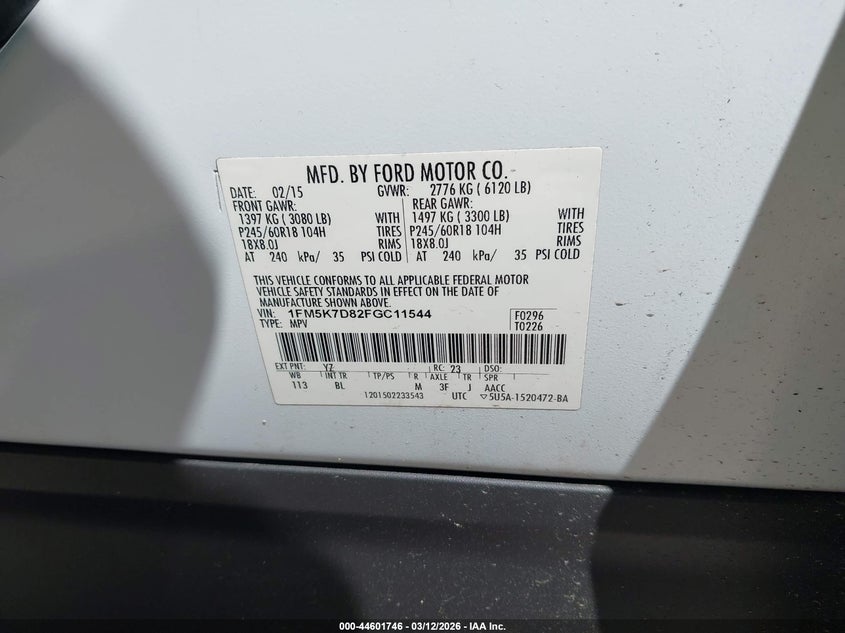 MFD. BY FORD MOTOR CO.
DATE: 02/15 GVWR: 2776 KG ( 6120 LB)
FRONT GAWR: REAR GAWR:
1397 KG ( 3080 LB) WITH 1497 KG ( 3300 LB) WITH
P245/60R18 104H TIRES P245/60R18 104H TIRES
18X8.0J RIMS 18X8.0J RIMS
AT 240 kPa/ 35 PSI COLD AT 240 kPa/ 35 PSI COLD
THIS VEHICLE CONFORMS TO ALL APPLICABLE FEDERAL MOTOR
VEHICLE SAFETY STANDARDS IN EFFECT ON THE DATE OF
MANUFACTURE SHOWN ABOVE.
VIN: 1FM5K7D82FGC11544 F0296
TYPE: MPV T0226
EXT PNT: YZ RC: 23 DSO:
WB INT TR TP/PS R AXLE TR SPR
113 BL M 3F J AACC
1201502233543 UTC ▽5U5A-1520472-BA
000-44601746 - 03/12/2026 - IAA Inc.